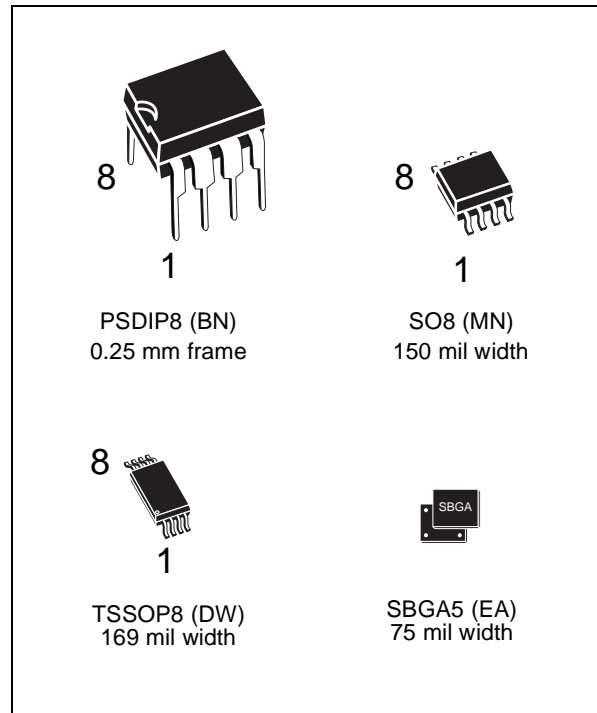 8
1
PSDIP8 (BN)
0.25 mm frame
8
1
SO8 (MN)
150 mil width
8
1
TSSOP8 (DW)
169 mil width
SBGA
SBGA5 (EA)
75 mil width